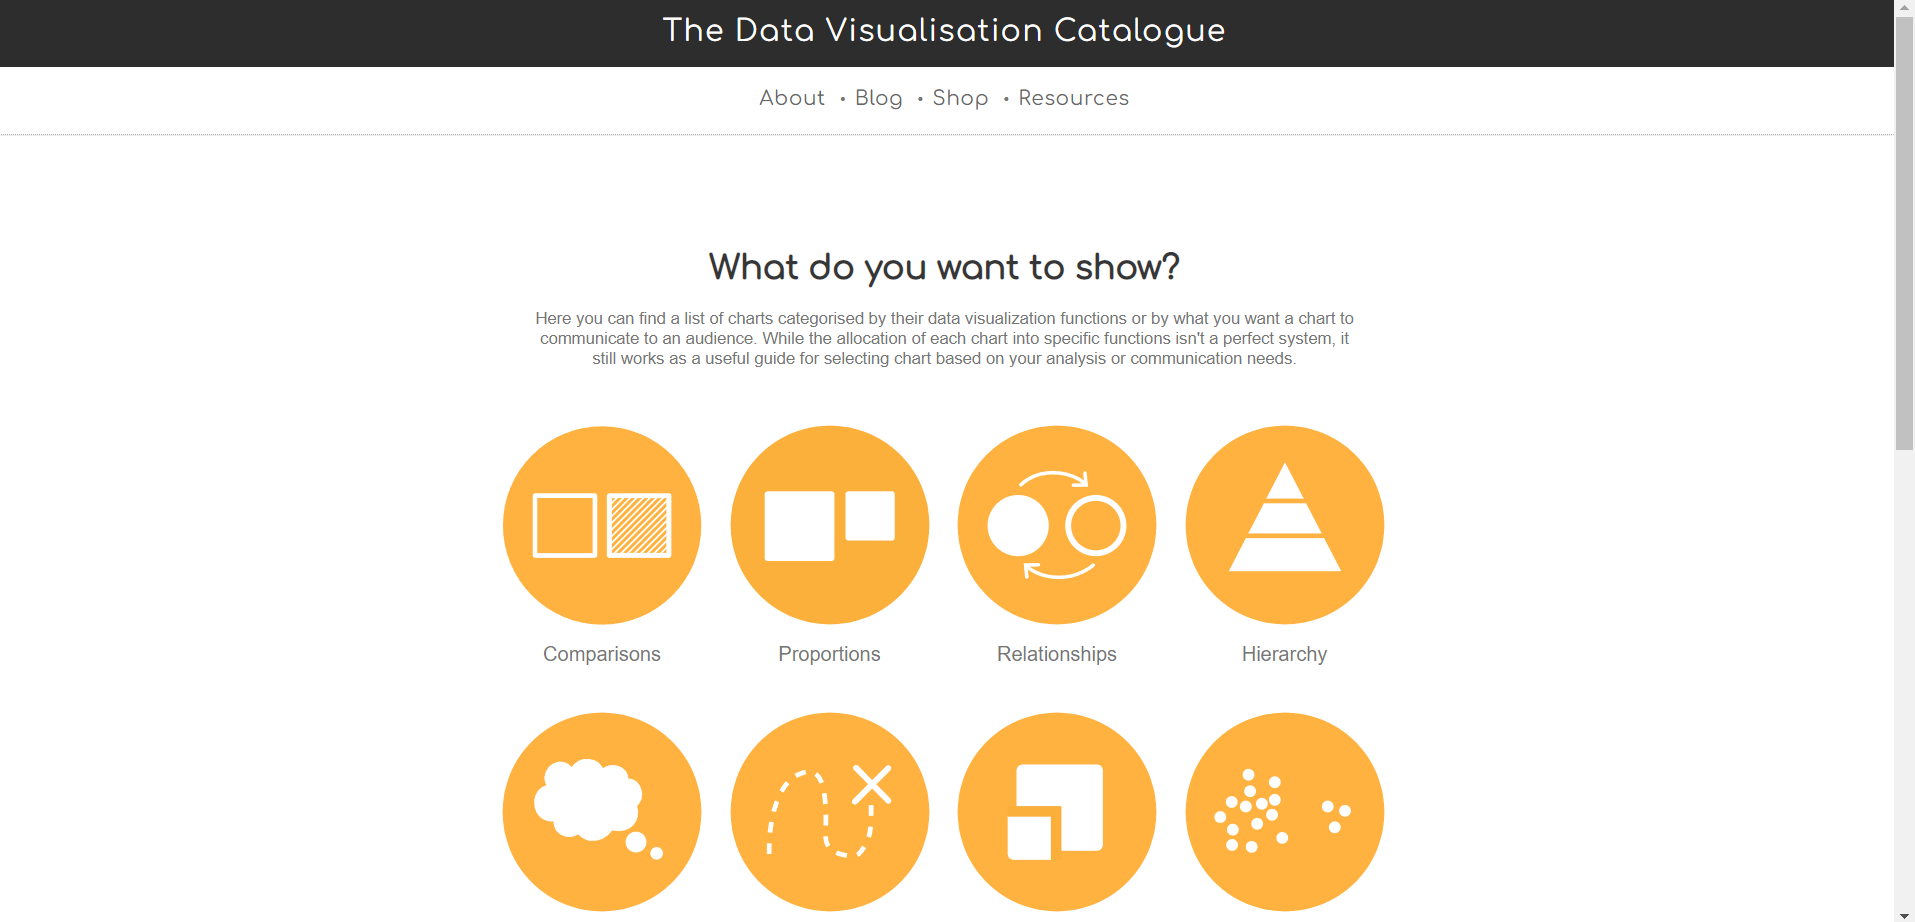 The Data Visualisation Catalogue
About • Blog • Shop • Resources
What do you want to show?
Here you can find a list of charts categorised by their data visualization functions or by what you want a chart to
communicate to an audience. While the allocation of each chart into specific functions isn't a perfect system, it
still works as a useful guide for selecting chart based on your analysis or communication needs.
Comparisons
Proportions
Relationships
Hierarchy